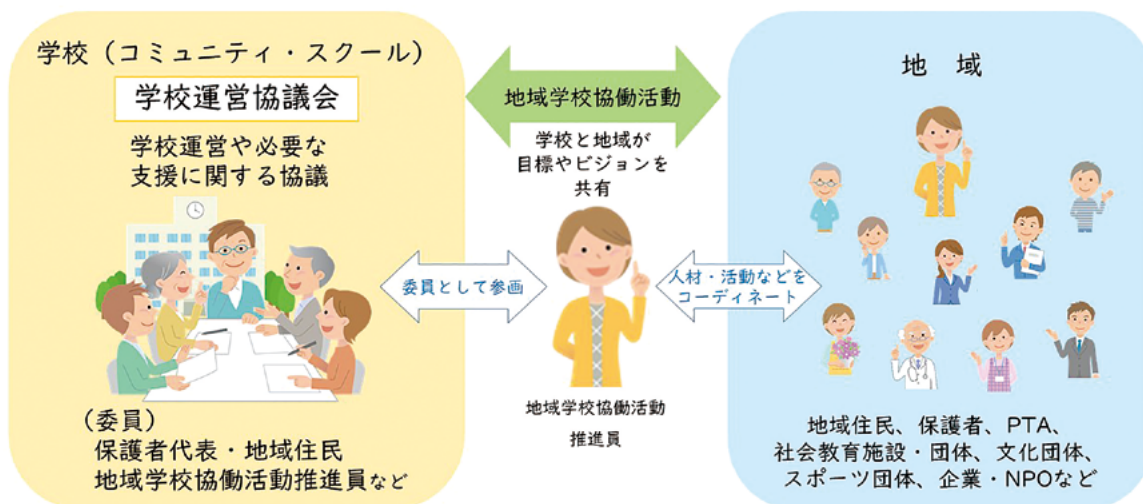 学校（コミュニティ・スクール）
学校運営協議会
学校運営や必要な
支援に関する協議
（委員）
保護者代表・地域住民
地域学校協働活動推進員など
地域学校協働活動
学校と地域が
目標やビジョンを
共有
委員として参画
人材・活動などを
コーディネート
地域学校協働活動
推進員
地　域
地域住民、保護者、PTA、
社会教育施設・団体、文化団体、
スポーツ団体、企業・NPOなど